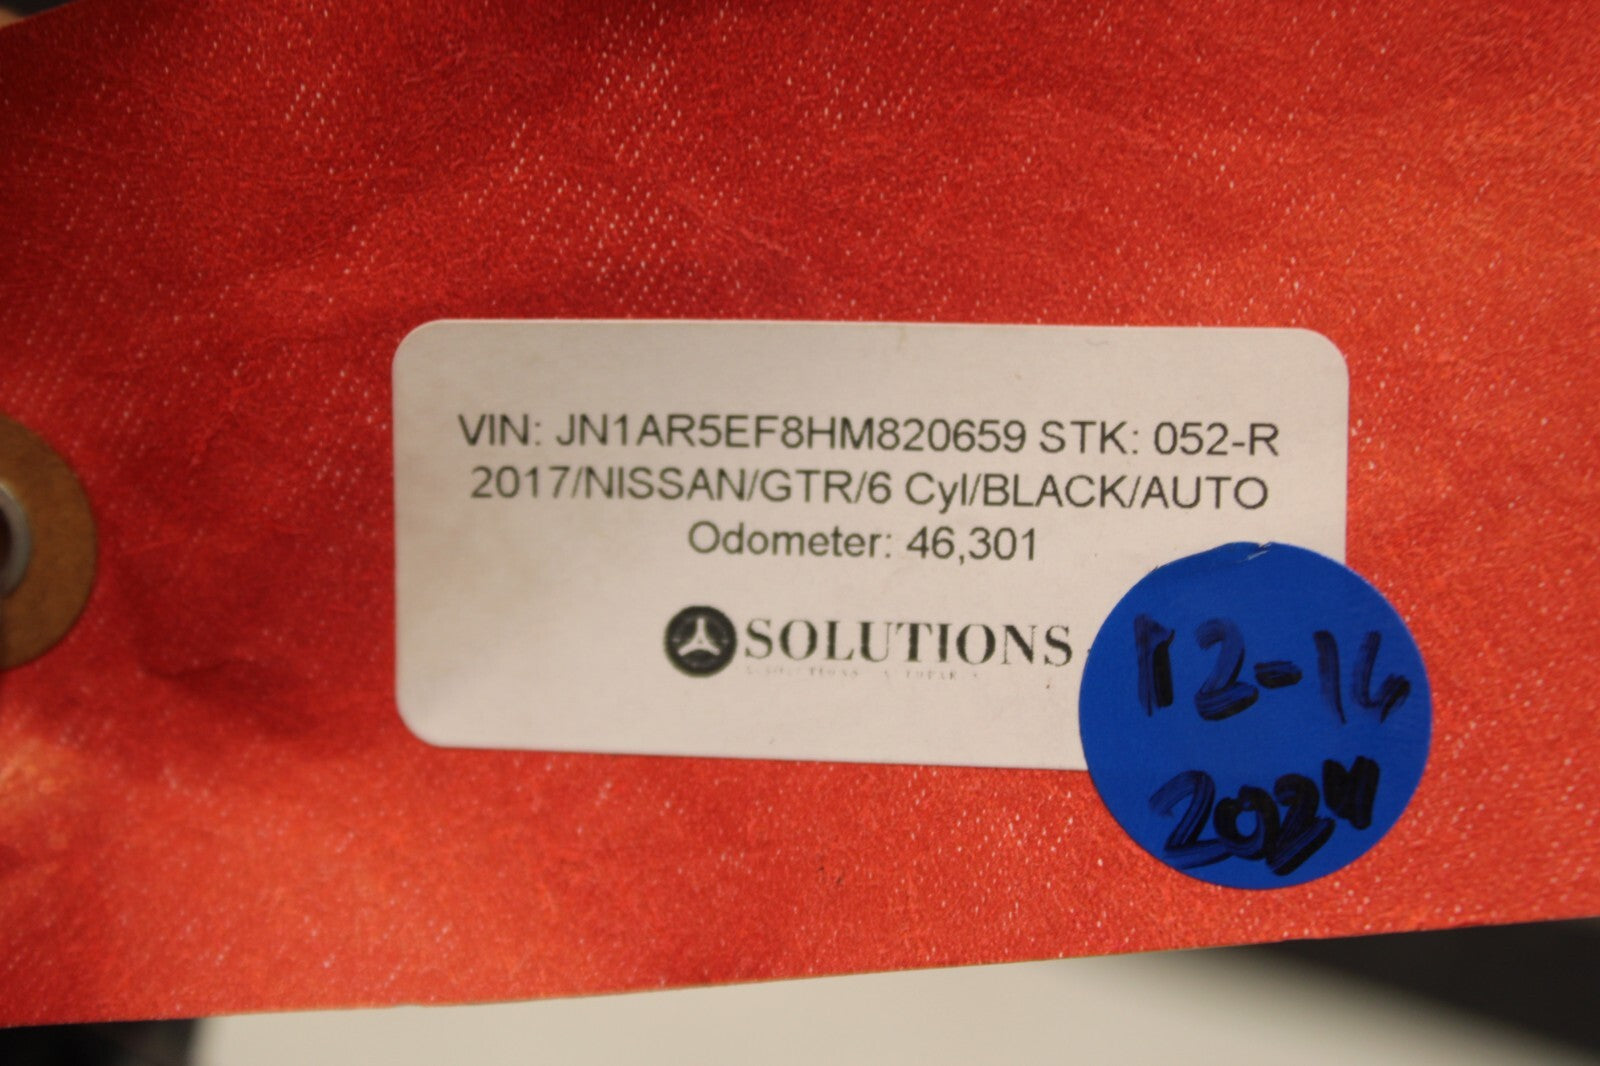 VIN: JN1AR5EF8HM820659 STK: 052-R
2017/NISSAN/GTR/6 Cyl/BLACK/AUTO
Odometer: 46,301
SOLUTIONS
12-16
2024